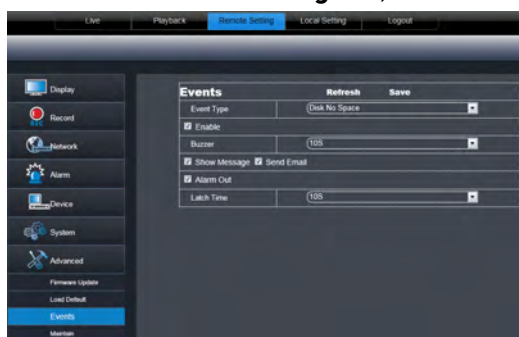 Live Playback Remote Setting Local Setting Logout
Display
Record
Network
Alarm
Device
System
Advanced
Firmware Update
Load Default
Events
Maintain
Events Refresh Save
Event Type Disk No Space
Enable
Buzzer 10S
Show Message Send Email
Alarm Out
Latch Time 10S